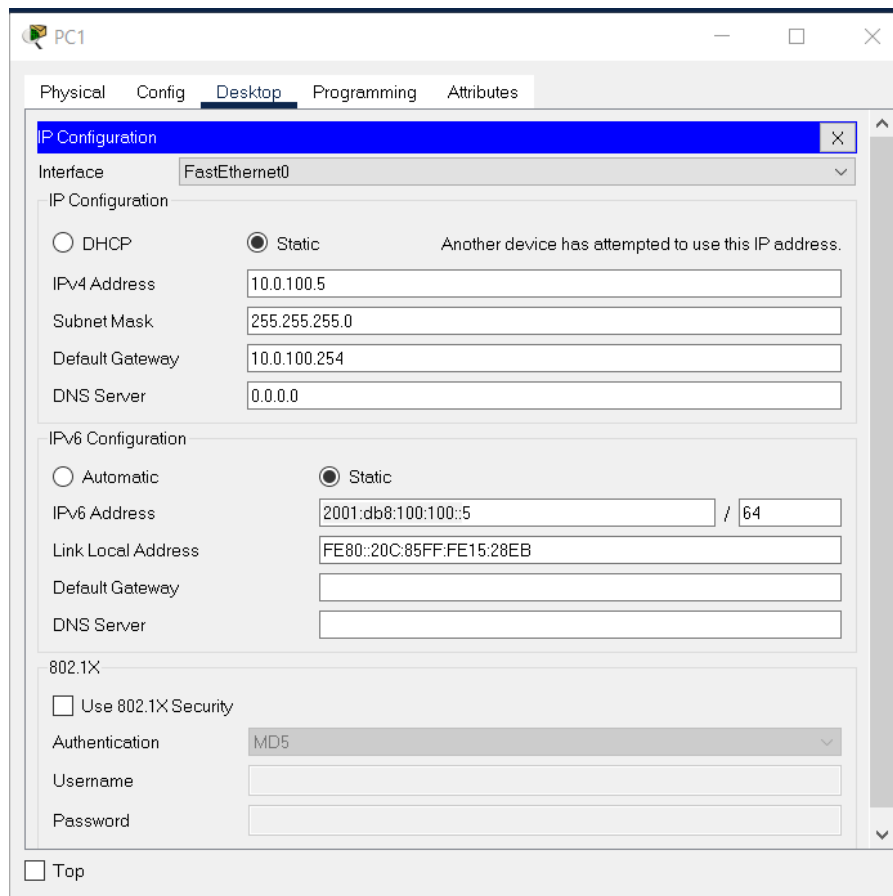 PC1
Physical Config Desktop Programming Attributes
IP Configuration X
Interface FastEthernet0
IP Configuration
DHCP Static Another device has attempted to use this IP address.
IPv4 Address 10.0.100.5
Subnet Mask 255.255.255.0
Default Gateway 10.0.100.254
DNS Server 0.0.0.0
IPv6 Configuration
Automatic Static
IPv6 Address 2001:db8:100:100::5 / 64
Link Local Address FE80::20C:85FF:FE15:28EB
Default Gateway
DNS Server
802.1X
Use 802.1X Security
Authentication MD5
Username
Password
Top